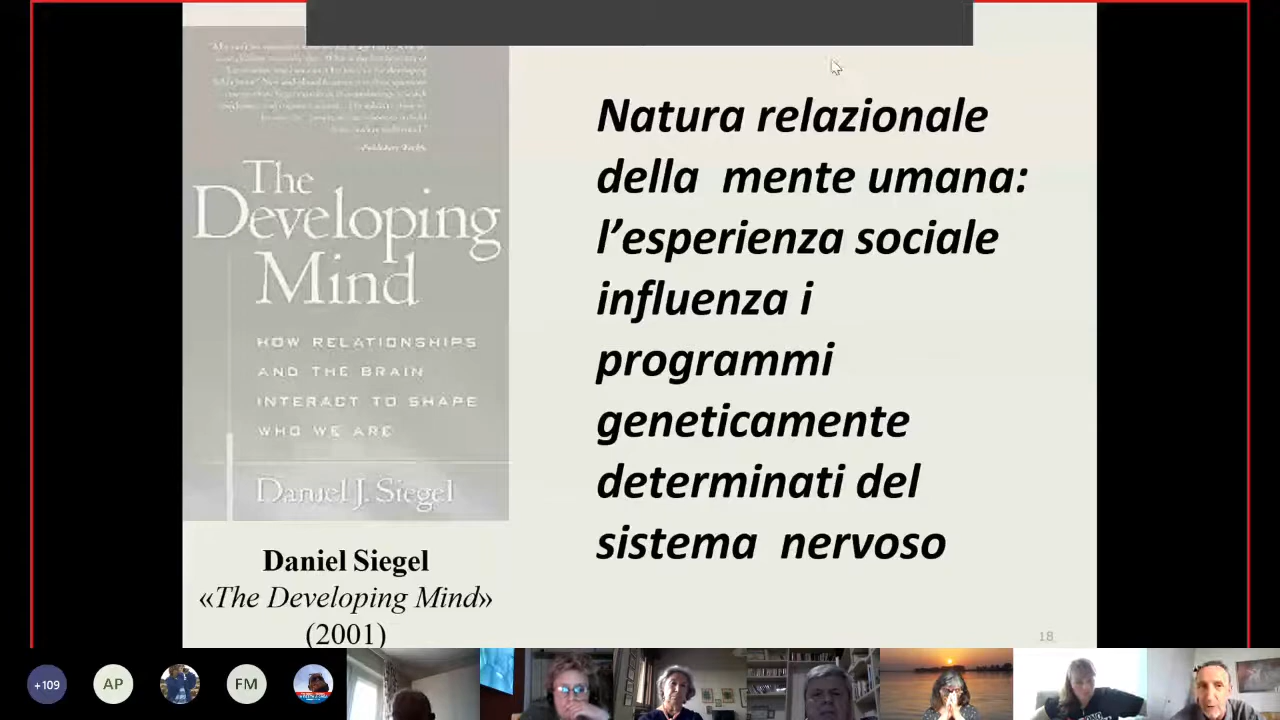 The
Developing
Mind
HOW RELATIONSHIPS
AND THE BRAIN
INTERACT TO SHAPE
WHO WE ARE
Daniel J. Siegel
Daniel Siegel
«The Developing Mind»
(2001)
Natura relazionale
della mente umana:
l’esperienza sociale
influenza i
programmi
geneticamente
determinati del
sistema nervoso
18
+109
AP
FM